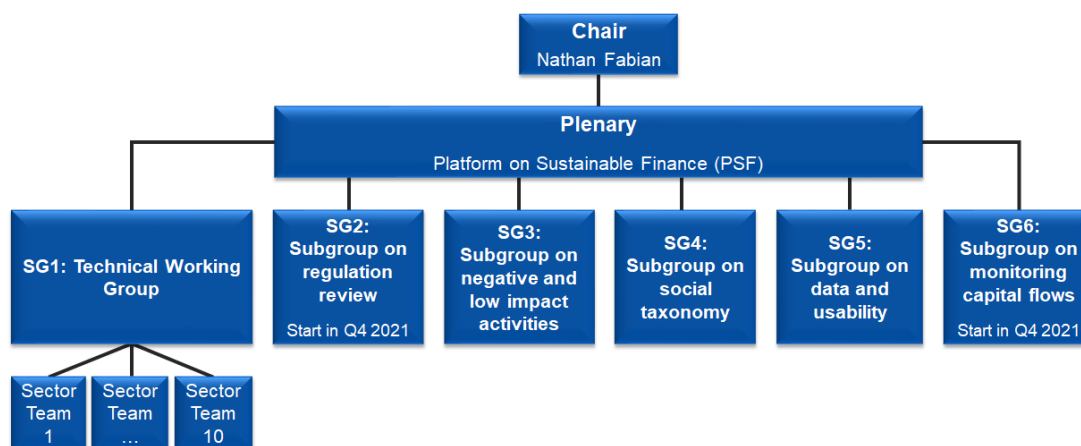 Chair
Nathan Fabian
Plenary
Platform on Sustainable Finance (PSF)
SG1: Technical Working
Group
SG2:
Subgroup on
regulation
review
Start in Q4 2021
SG3:
Subgroup on
negative and
low impact
activities
SG4:
Subgroup on
social
taxonomy
SG5:
Subgroup on
data and
usability
SG6:
Subgroup on
monitoring
capital flows
Start in Q4 2021
Sector
Team
1
Sector
Team
...
Sector
Team
10